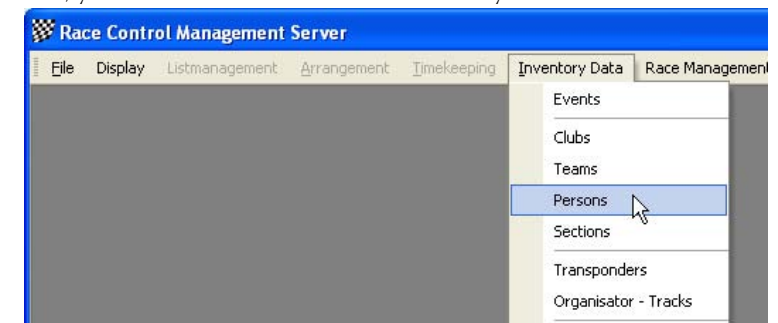 Race Control Management Server
File Display Listmanagement Arrangement Timekeeping Inventory Data Race Management
Events
Clubs
Teams
Persons
Sections
Transponders
Organisator - Tracks